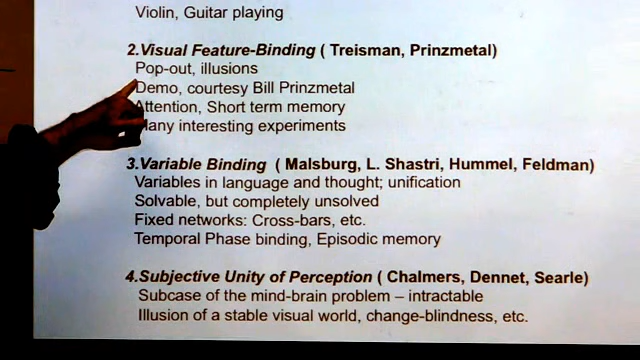 Violin, Guitar playing
2.Visual Feature-Binding ( Treisman, Prinzmetal)
Pop-out, illusions
Demo, courtesy Bill Prinzmetal
Attention, Short term memory
Many interesting experiments
3.Variable Binding ( Malsburg, L. Shastri, Hummel, Feldman)
Variables in language and thought; unification
Solvable, but completely unsolved
Fixed networks: Cross-bars, etc.
Temporal Phase binding, Episodic memory
4.Subjective Unity of Perception ( Chalmers, Dennet, Searle)
Subcase of the mind-brain problem – intractable
Illusion of a stable visual world, change-blindness, etc.